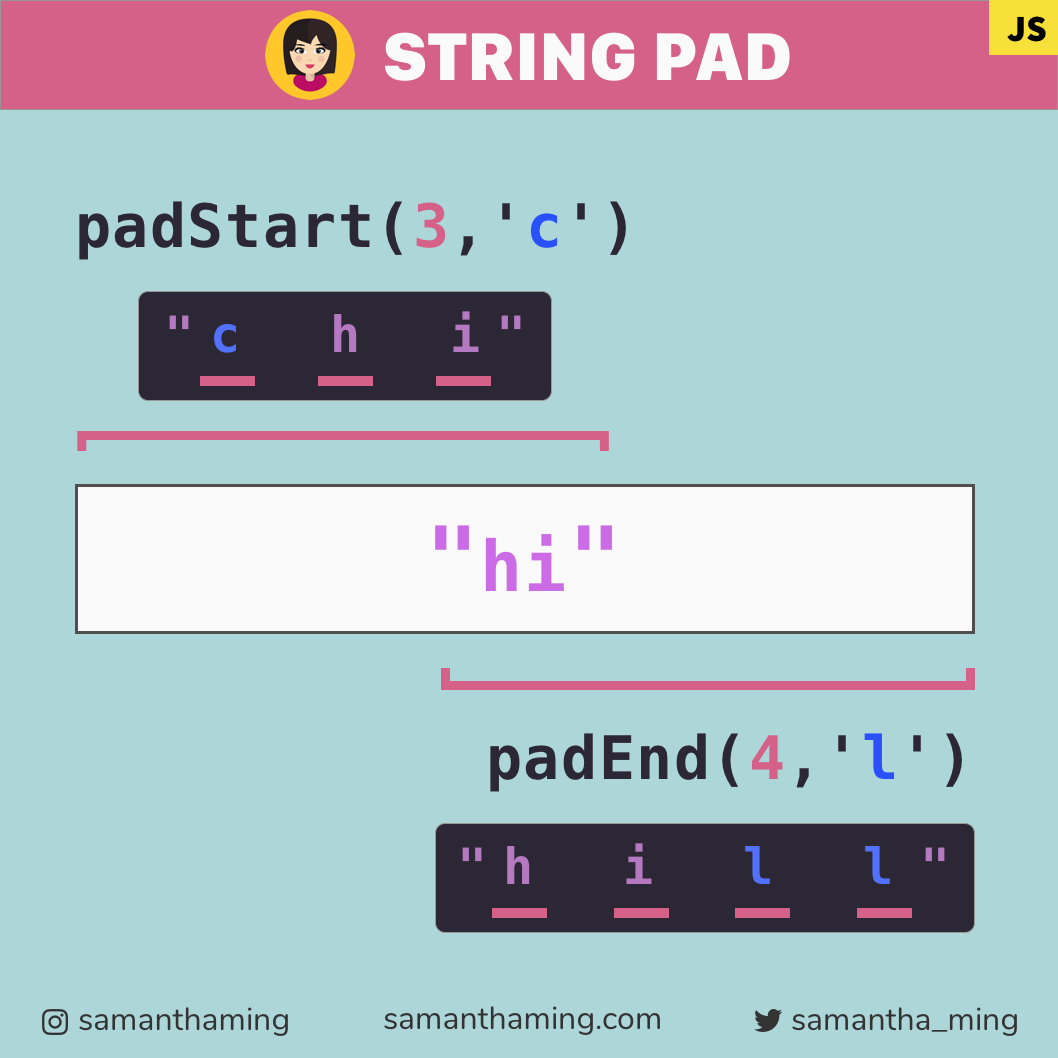 STRING PAD
JS
padStart(3,'c')
"c h i"
"hi"
padEnd(4,'l')
"h i l l"
samanthaming
samanthaming.com
samantha_ming